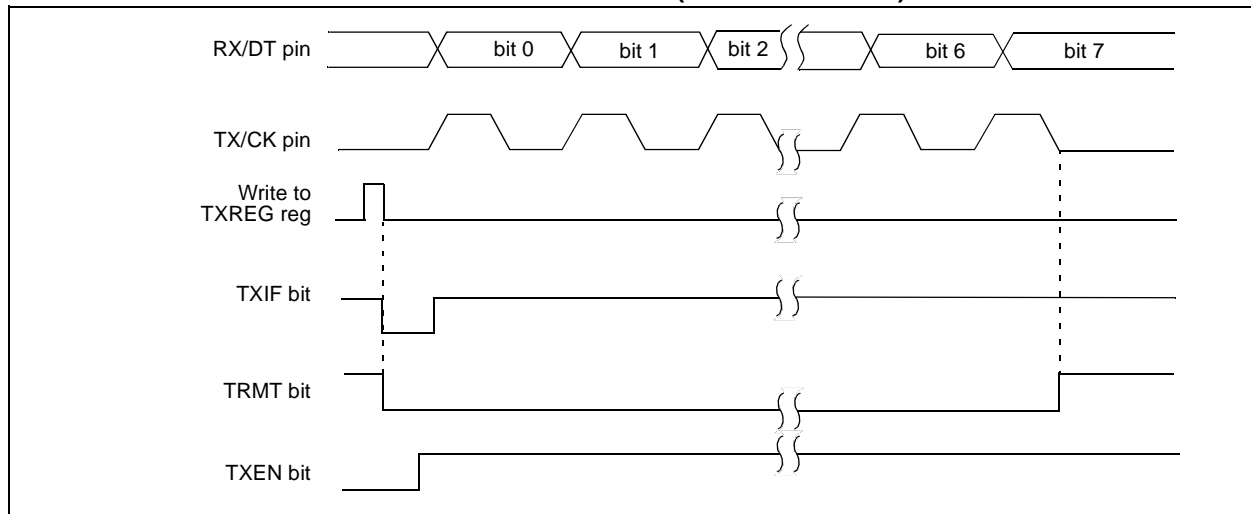 RX/DT pin
bit 0 bit 1 bit 2 bit 6 bit 7
TX/CK pin
Write to
TXREG reg
TXIF bit
TRMT bit
TXEN bit